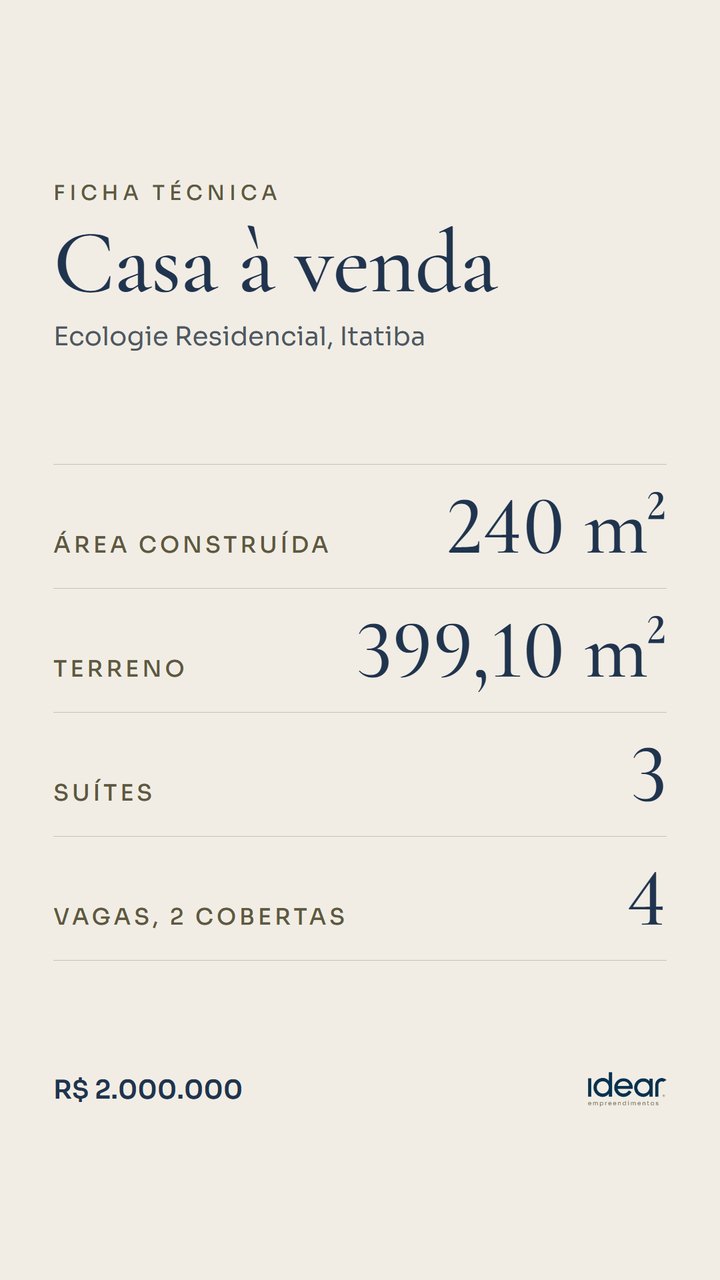 FICHA TÉCNICA
Casa à venda
Ecologie Residencial, Itatiba
ÁREA CONSTRUÍDA 240 m²
TERRENO 399,10 m²
SUÍTES 3
VAGAS, 2 COBERTAS 4
R$ 2.000.000
idear
empreendimentos